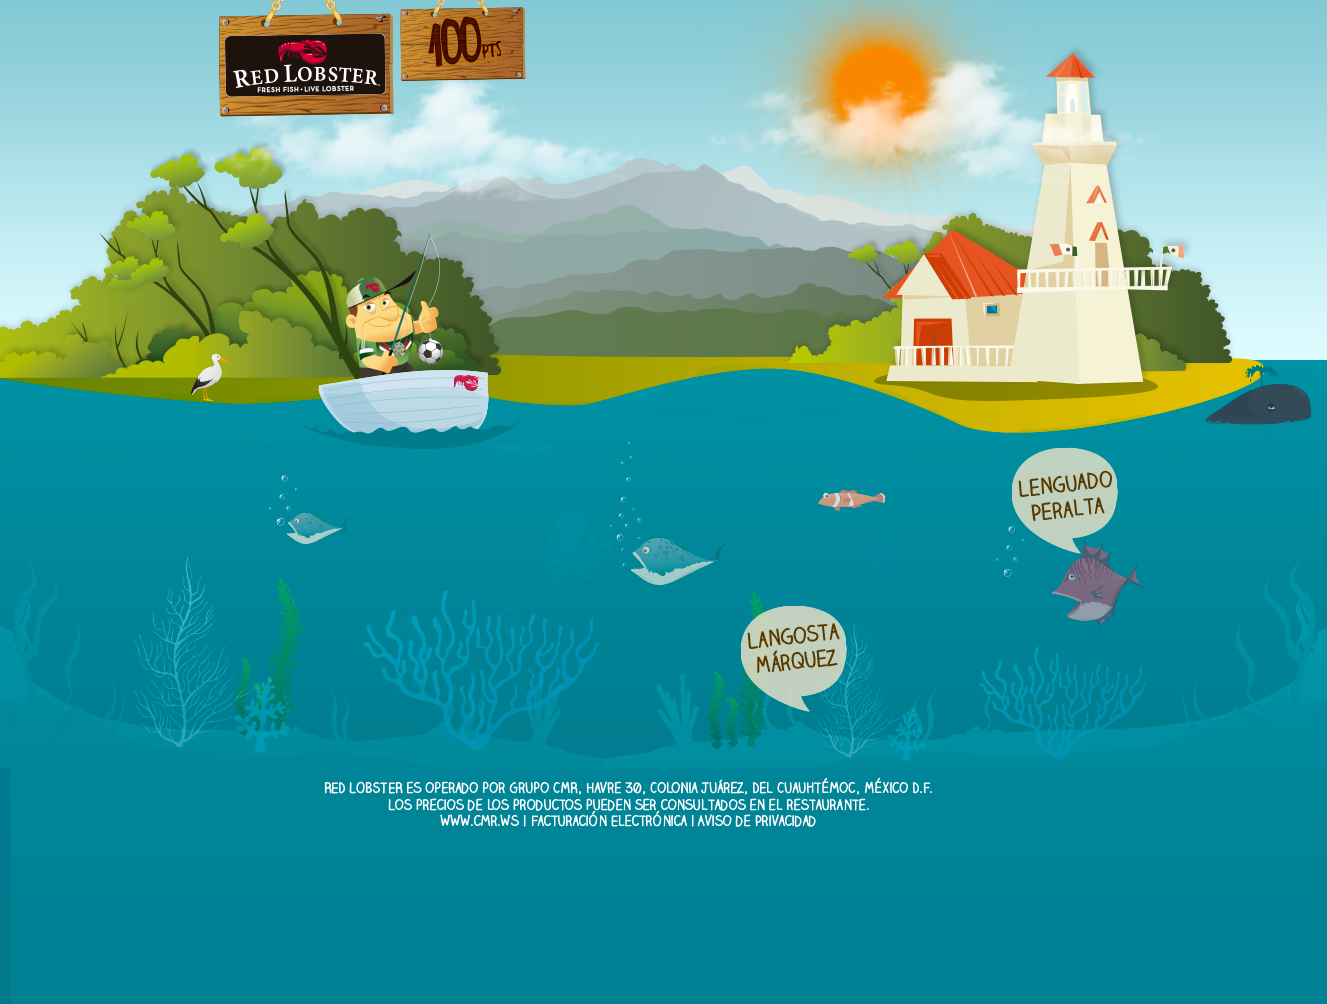 RED LOBSTER
FRESH FISH • LIVE LOBSTER
100 PTS
LENGUADO
PERALTA
LANGOSTA
MÁRQUEZ
RED LOBSTER ES OPERADO POR GRUPO CMR, HAVRE 30, COLONIA JUÁREZ, DEL CUAUHTÉMOC, MÉXICO D.F.
LOS PRECIOS DE LOS PRODUCTOS PUEDEN SER CONSULTADOS EN EL RESTAURANTE.
WWW.CMR.WS | FACTURACIÓN ELECTRÓNICA | AVISO DE PRIVACIDAD